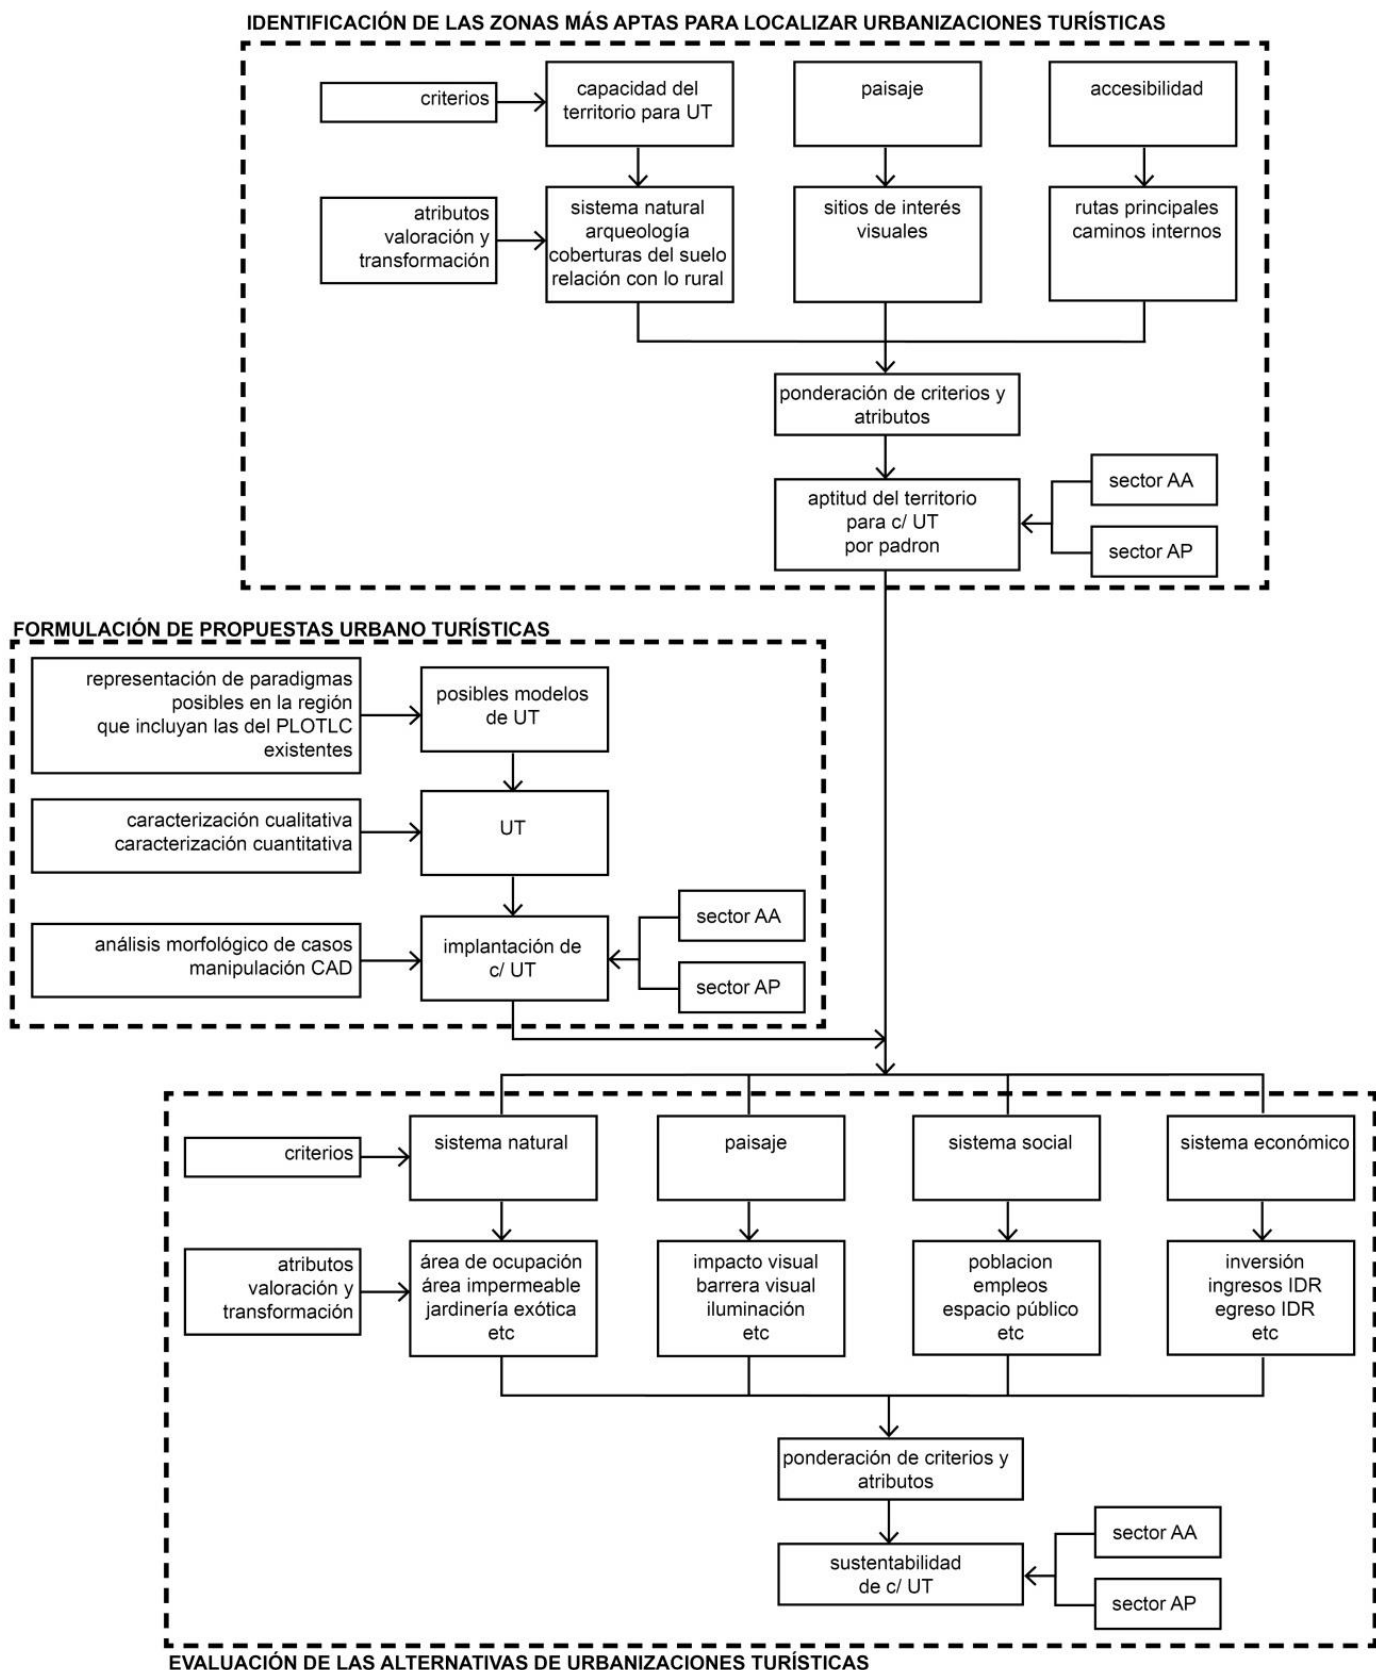 IDENTIFICACIÓN DE LAS ZONAS MÁS APTAS PARA LOCALIZAR URBANIZACIONES TURÍSTICAS
criterios
capacidad del
territorio para UT
paisaje
accesibilidad
atributos
valoración y
transformación
sistema natural
arqueología
coberturas del suelo
relación con lo rural
sitios de interés
visuales
rutas principales
caminos internos
ponderación de criterios y
atributos
aptitud del territorio
para c/ UT
por padron
sector AA
sector AP
FORMULACIÓN DE PROPUESTAS URBANO TURÍSTICAS
representación de paradigmas
posibles en la región
que incluyan las del PLOTLC
existentes
posibles modelos
de UT
caracterización cualitativa
caracterización cuantitativa
UT
análisis morfológico de casos
manipulación CAD
implantación de
c/ UT
sector AA
sector AP
criterios
sistema natural
paisaje
sistema social
sistema económico
atributos
valoración y
transformación
área de ocupación
área impermeable
jardinería exótica
etc
impacto visual
barrera visual
iluminación
etc
poblacion
empleos
espacio público
etc
inversión
ingresos IDR
egreso IDR
etc
ponderación de criterios y
atributos
sustentabilidad
de c/ UT
sector AA
sector AP
EVALUACIÓN DE LAS ALTERNATIVAS DE URBANIZACIONES TURÍSTICAS